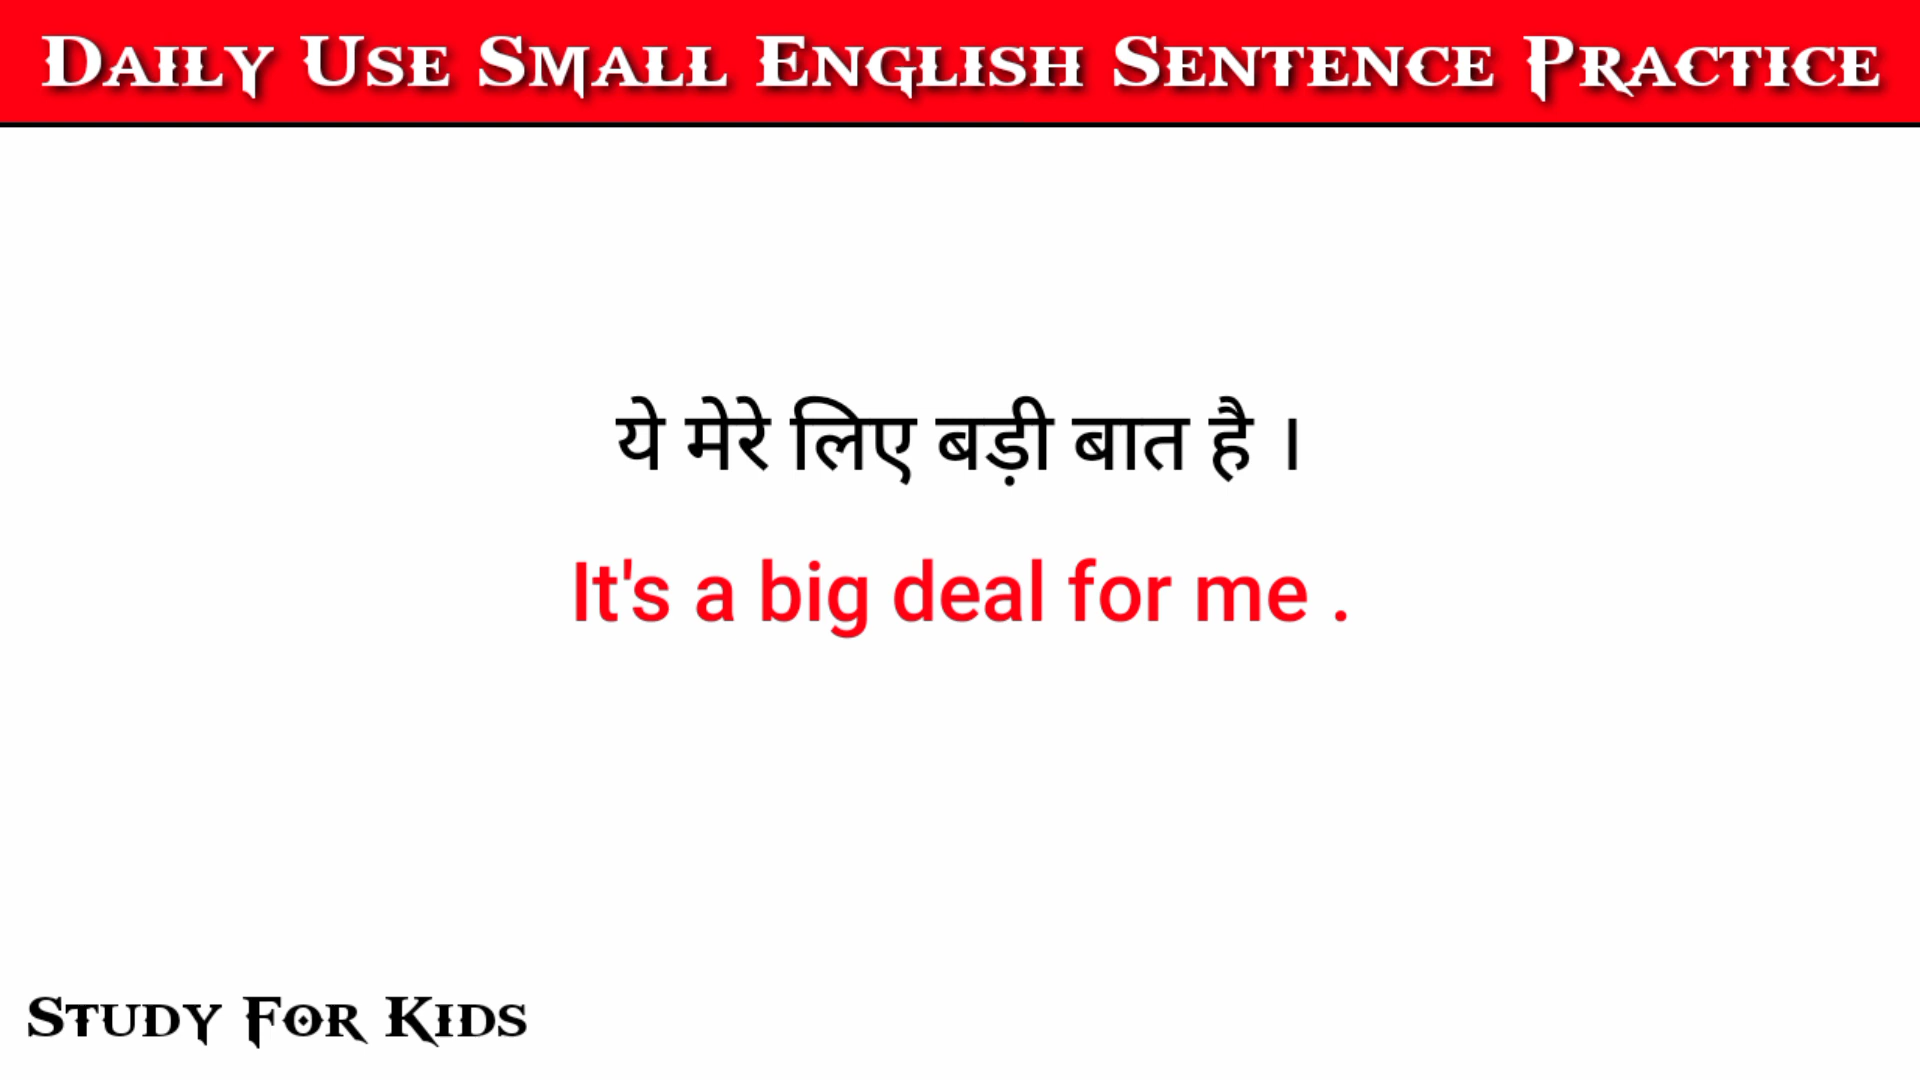 Daily Use Small English Sentence Practice
ये मेरे लिए बड़ी बात है ।
It's a big deal for me .
Study For Kids